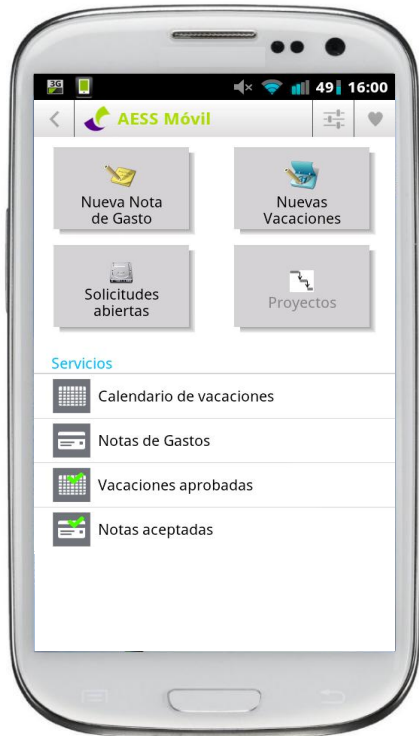 3G
49 16:00
AESS Móvil
Nueva Nota
de Gasto
Nuevas
Vacaciones
Solicitudes
abiertas
Proyectos
Servicios
Calendario de vacaciones
Notas de Gastos
Vacaciones aprobadas
Notas aceptadas